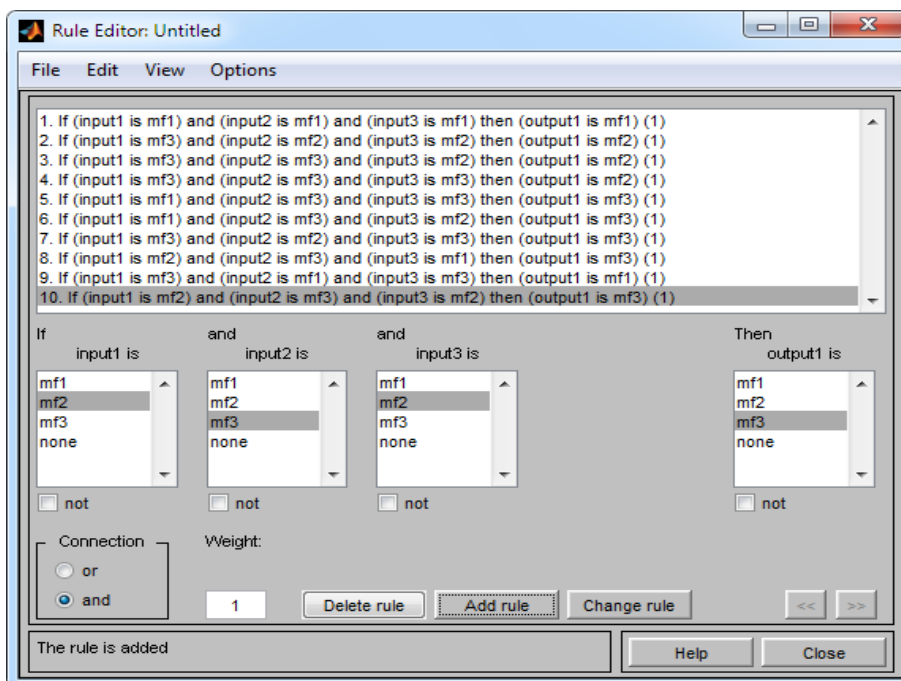 Rule Editor: Untitled
File Edit View Options
1. If (input1 is mf1) and (input2 is mf1) and (input3 is mf1) then (output1 is mf1) (1)
2. If (input1 is mf3) and (input2 is mf2) and (input3 is mf2) then (output1 is mf2) (1)
3. If (input1 is mf3) and (input2 is mf3) and (input3 is mf2) then (output1 is mf2) (1)
4. If (input1 is mf3) and (input2 is mf3) and (input3 is mf3) then (output1 is mf2) (1)
5. If (input1 is mf1) and (input2 is mf3) and (input3 is mf3) then (output1 is mf3) (1)
6. If (input1 is mf1) and (input2 is mf3) and (input3 is mf2) then (output1 is mf3) (1)
7. If (input1 is mf3) and (input2 is mf2) and (input3 is mf3) then (output1 is mf3) (1)
8. If (input1 is mf2) and (input2 is mf3) and (input3 is mf1) then (output1 is mf3) (1)
9. If (input1 is mf3) and (input2 is mf1) and (input3 is mf3) then (output1 is mf1) (1)
10. If (input1 is mf2) and (input2 is mf3) and (input3 is mf2) then (output1 is mf3) (1)
If and and Then
input1 is input2 is input3 is output1 is
mf1 mf1 mf1 mf1
mf2 mf2 mf2 mf2
mf3 mf3 mf3 mf3
none none none none
not not not not
Connection Weight:
or
and 1 Delete rule Add rule Change rule << >>
The rule is added Help Close